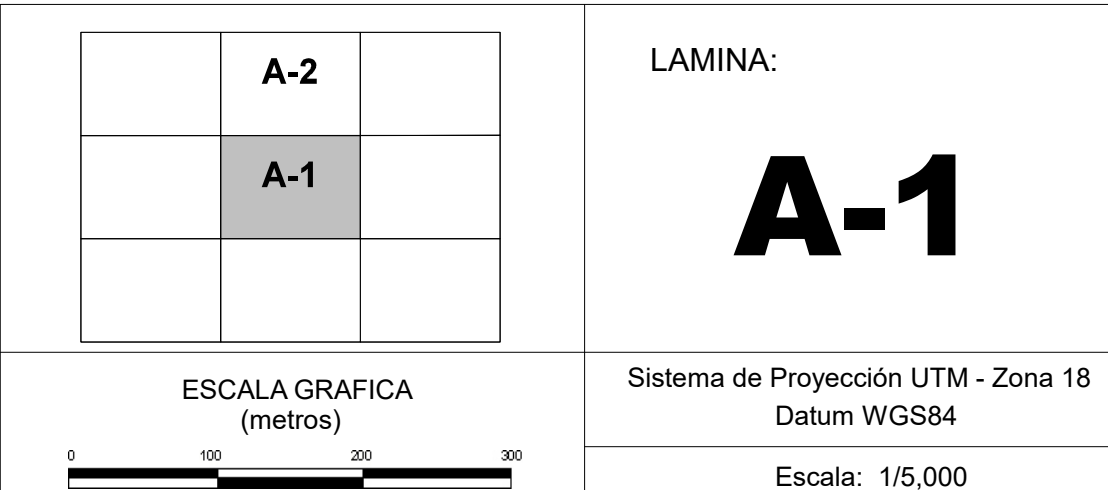 A-2
A-1
LAMINA:
A-1
ESCALA GRAFICA
(metros)
0 100 200 300
Sistema de Proyección UTM - Zona 18
Datum WGS84
Escala: 1/5,000